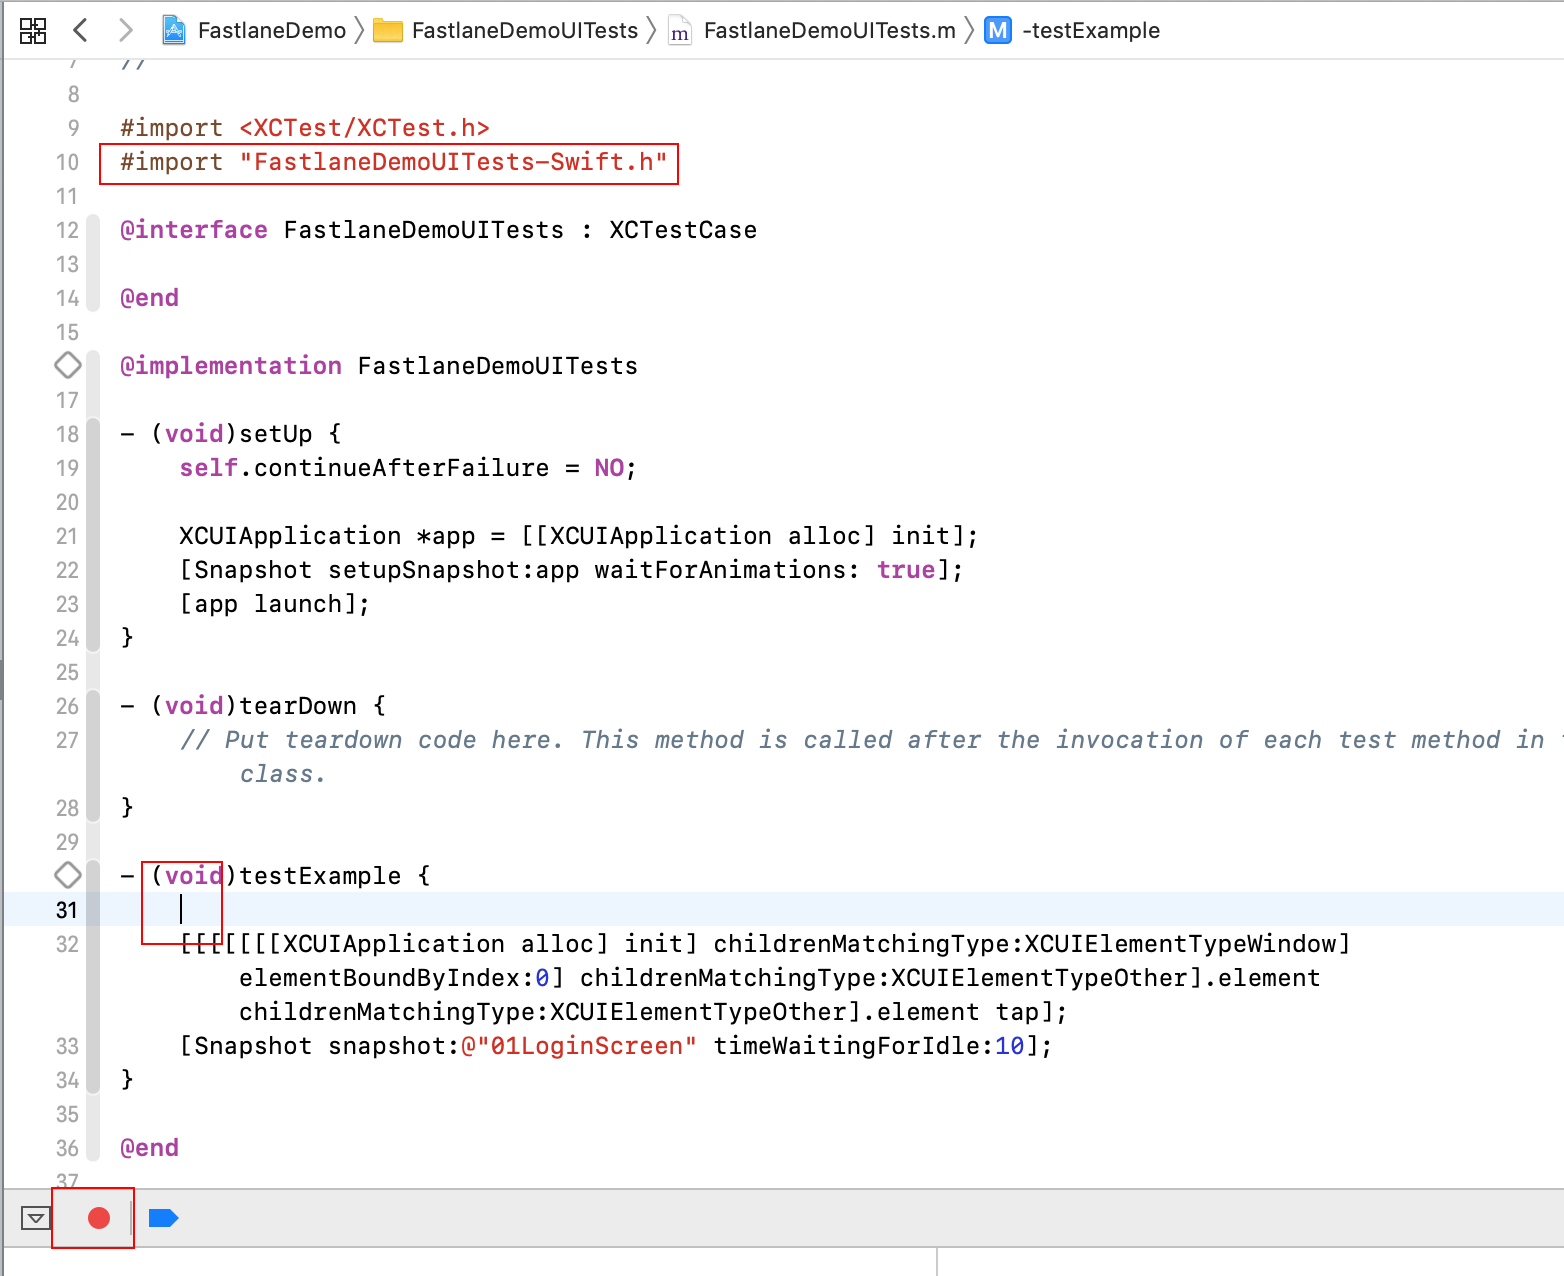 FastlaneDemo FastlaneDemoUITests m FastlaneDemoUITests.m M -testExample
7 //
8
9 #import <XCTest/XCTest.h>
10 #import "FastlaneDemoUITests-Swift.h"
11
12 @interface FastlaneDemoUITests : XCTestCase
13
14 @end
15
@implementation FastlaneDemoUITests
17
18 - (void)setUp {
19 self.continueAfterFailure = NO;
20
21 XCUIApplication *app = [[XCUIApplication alloc] init];
22 [Snapshot setupSnapshot:app waitForAnimations: true];
23 [app launch];
24 }
25
26 - (void)tearDown {
27 // Put teardown code here. This method is called after the invocation of each test method in
class.
28 }
29
- (void)testExample {
31
32 [[[[[[[XCUIApplication alloc] init] childrenMatchingType:XCUIElementTypeWindow]
elementBoundByIndex:0] childrenMatchingType:XCUIElementTypeOther].element
childrenMatchingType:XCUIElementTypeOther].element tap];
33 [Snapshot snapshot:@"01LoginScreen" timeWaitingForIdle:10];
34 }
35
36 @end
37